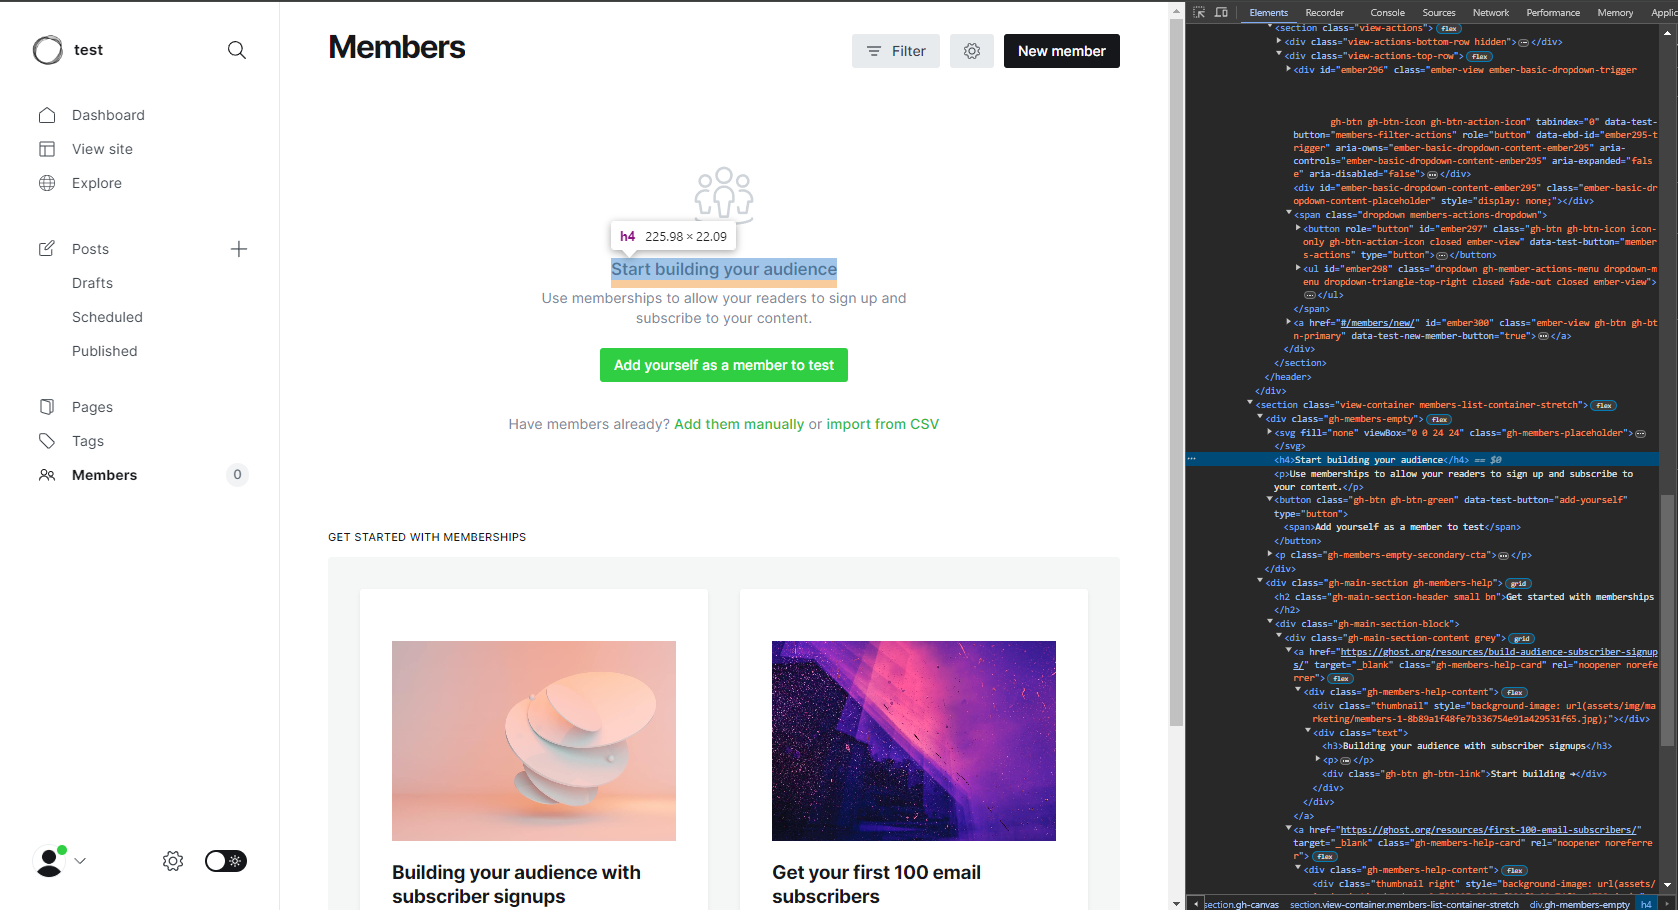 test
Dashboard
View site
Explore
Posts
Drafts
Scheduled
Published
Pages
Tags
Members
0
Members
Filter
New member
h4 225.98 × 22.09
Start building your audience
Use memberships to allow your readers to sign up and
subscribe to your content.
Add yourself as a member to test
Have members already? Add them manually or import from CSV
GET STARTED WITH MEMBERSHIPS
Building your audience with
subscriber signups
Get your first 100 email
subscribers
Elements Recorder Console Sources Network Performance Memory Applic
<section class="view-actions"> flex
<div class="view-actions-bottom-row hidden"> … </div>
<div class="view-actions-top-row"> flex
<div id="ember296" class="ember-view ember-basic-dropdown-trigger
gh-btn gh-btn-icon gh-btn-action-icon" tabindex="0" data-test-
button="members-filter-actions" role="button" data-ebd-id="ember295-t
rigger" aria-owns="ember-basic-dropdown-content-ember295" aria-
controls="ember-basic-dropdown-content-ember295" aria-expanded="fals
e" aria-disabled="false"> … </div>
<div id="ember-basic-dropdown-content-ember295" class="ember-basic-dr
opdown-content-placeholder" style="display: none;"></div>
<span class="dropdown members-actions-dropdown">
<button role="button" id="ember297" class="gh-btn gh-btn-icon icon-
only gh-btn-action-icon closed ember-view" data-test-button="member
s-actions" type="button"> … </button>
<ul id="ember298" class="dropdown gh-member-actions-menu dropdown-m
enu dropdown-triangle-top-right closed fade-out closed ember-view">
… </ul>
</span>
<a href="#/members/new/" id="ember300" class="ember-view gh-btn gh-bt
n-primary" data-test-new-member-button="true"> … </a>
</div>
</section>
</header>
</div>
<section class="view-container members-list-container-stretch"> flex
<div class="gh-members-empty"> flex
<svg fill="none" viewBox="0 0 24 24" class="gh-members-placeholder"> …
</svg>
… <h4>Start building your audience</h4> == $0
<p>Use memberships to allow your readers to sign up and subscribe to
your content.</p>
<button class="gh-btn gh-btn-green" data-test-button="add-yourself"
type="button">
<span>Add yourself as a member to test</span>
</button>
<p class="gh-members-empty-secondary-cta"> … </p>
</div>
<div class="gh-main-section gh-members-help"> grid
<h2 class="gh-main-section-header small bn">Get started with memberships
</h2>
<div class="gh-main-section-block">
<div class="gh-main-section-content grey"> grid
<a href="https://ghost.org/resources/build-audience-subscriber-signup
s/" target="_blank" class="gh-members-help-card" rel="noopener norefe
rrer"> flex
<div class="gh-members-help-content"> flex
<div class="thumbnail" style="background-image: url(assets/img/ma
rketing/members-1-8b89a1f48fe7b336754e91a429531f65.jpg);"></div>
<div class="text">
<h3>Building your audience with subscriber signups</h3>
<p> … </p>
<div class="gh-btn gh-btn-link">Start building →</div>
</div>
</div>
</a>
<a href="https://ghost.org/resources/first-100-email-subscribers/"
target="_blank" class="gh-members-help-card" rel="noopener noreferre
r"> flex
<div class="gh-members-help-content"> flex
<div class="thumbnail right" style="background-image: url(assets/
section.gh-canvas section.view-container.members-list-container-stretch div.gh-members-empty h4